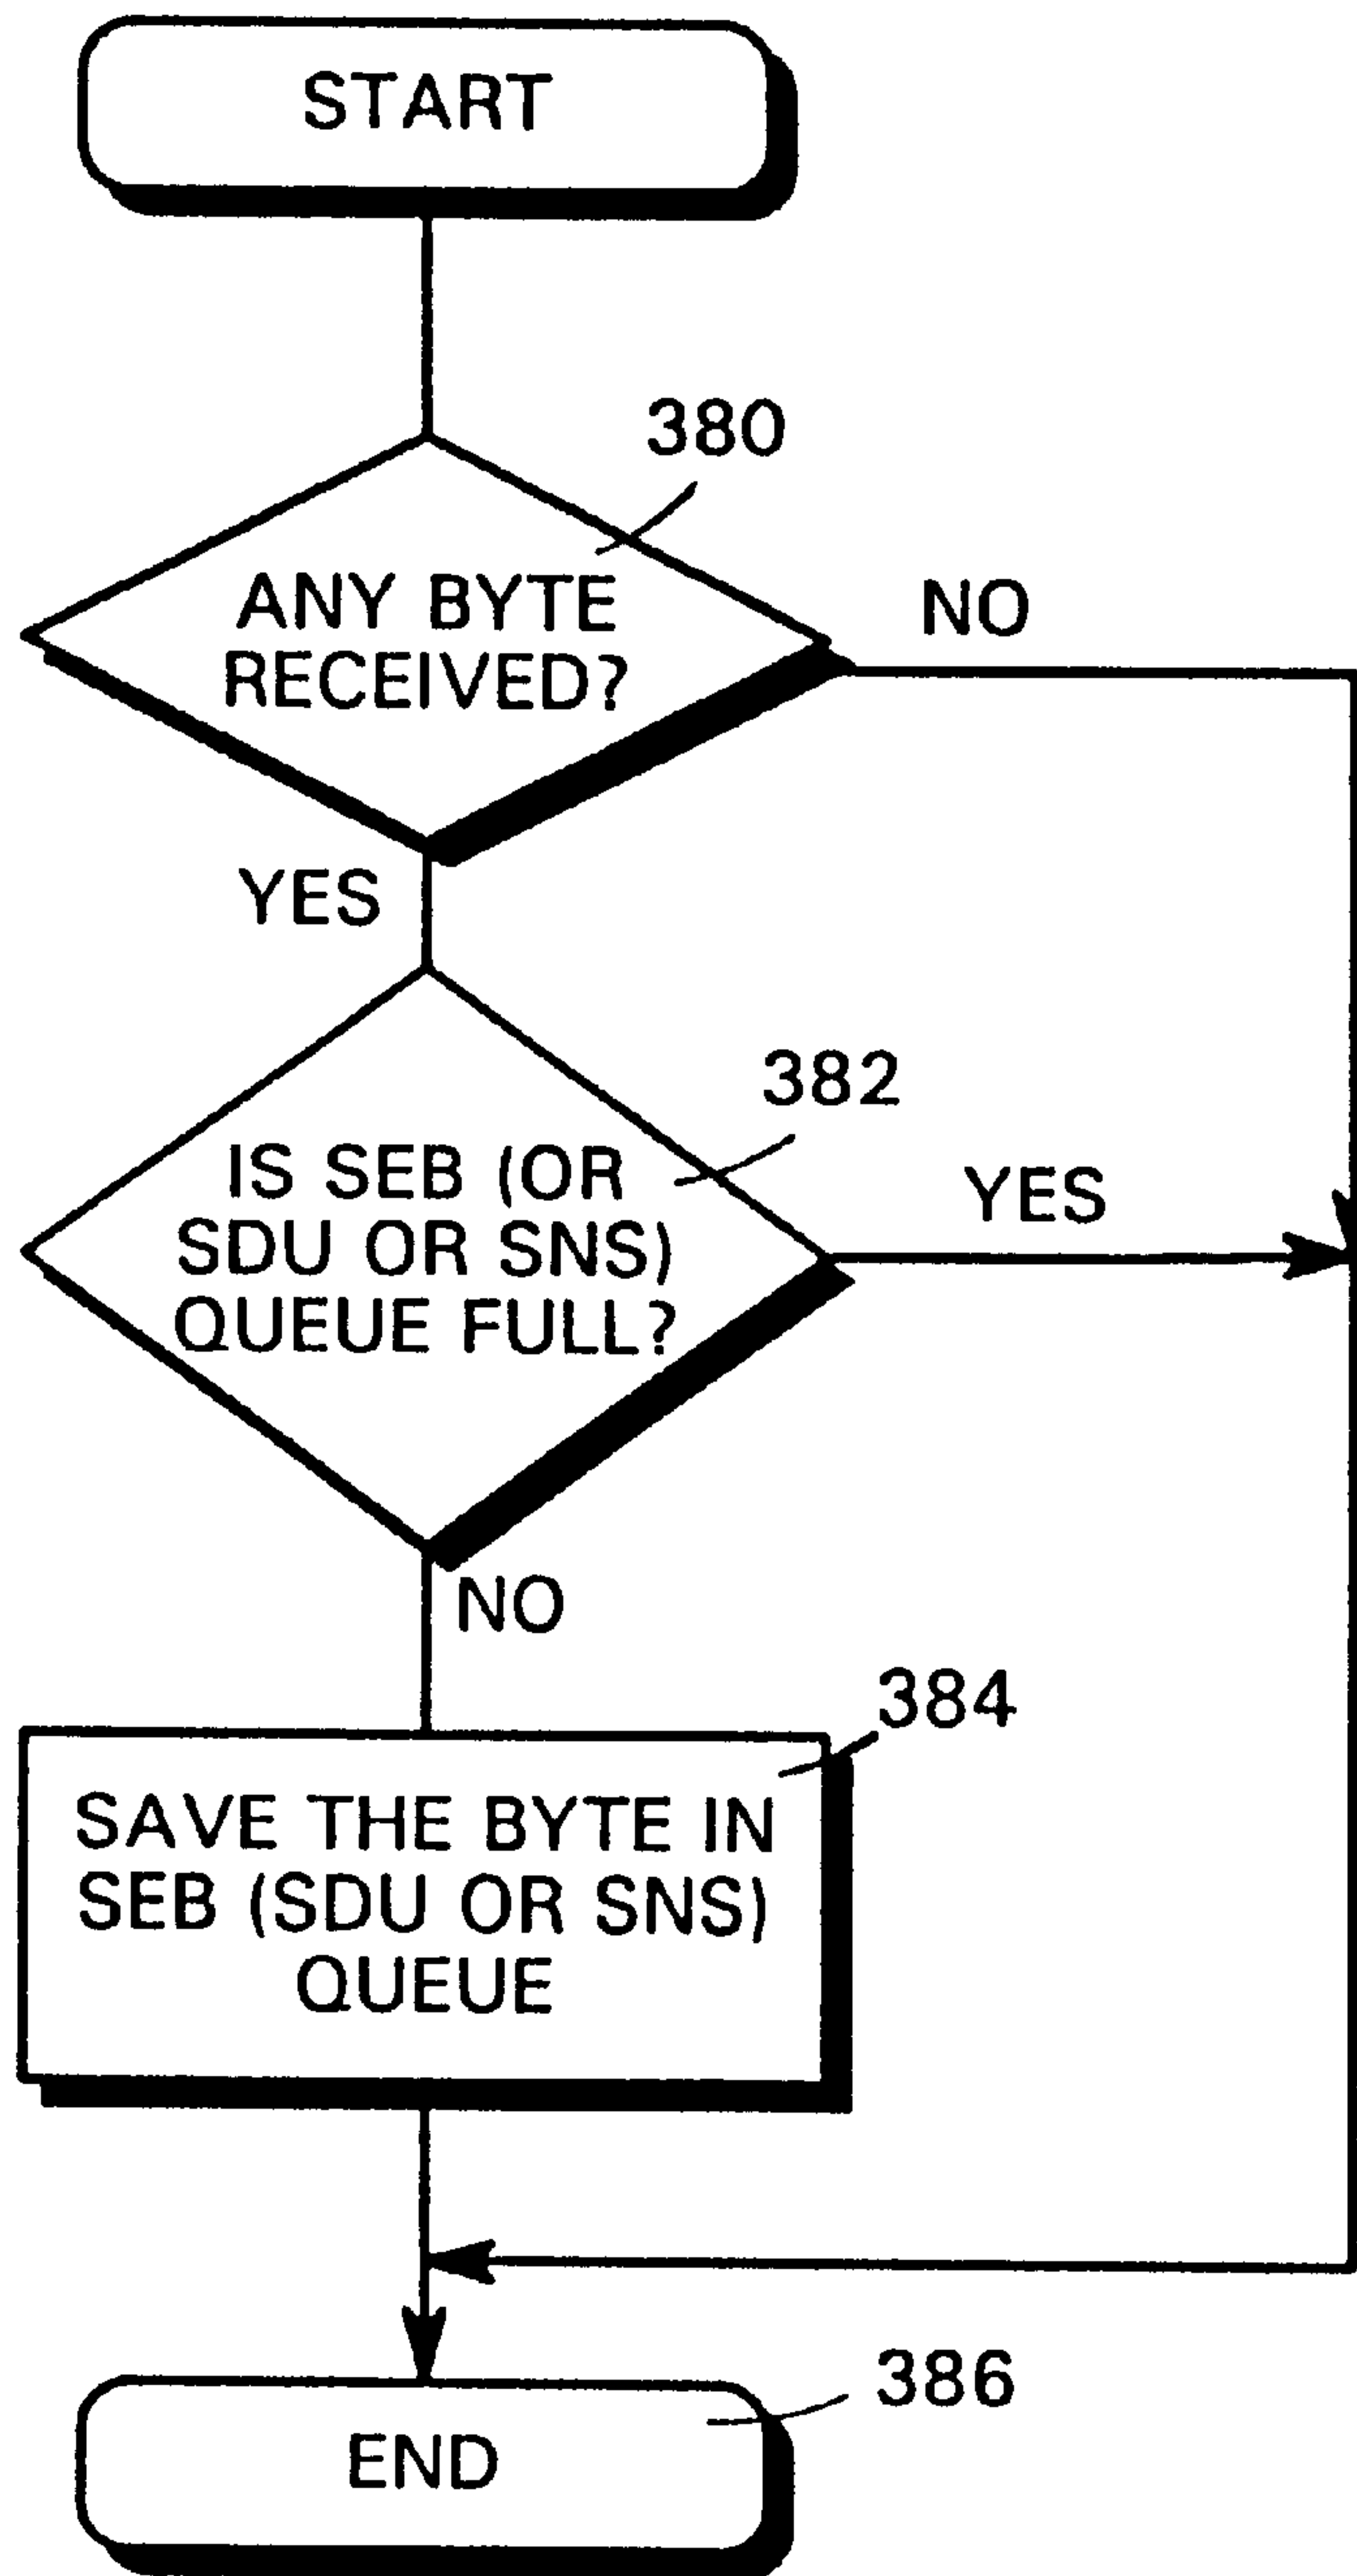 START
380
ANY BYTE
RECEIVED?
NO
YES
382
IS SEB (OR
SDU OR SNS)
QUEUE FULL?
YES
NO
384
SAVE THE BYTE IN
SEB (SDU OR SNS)
QUEUE
386
END